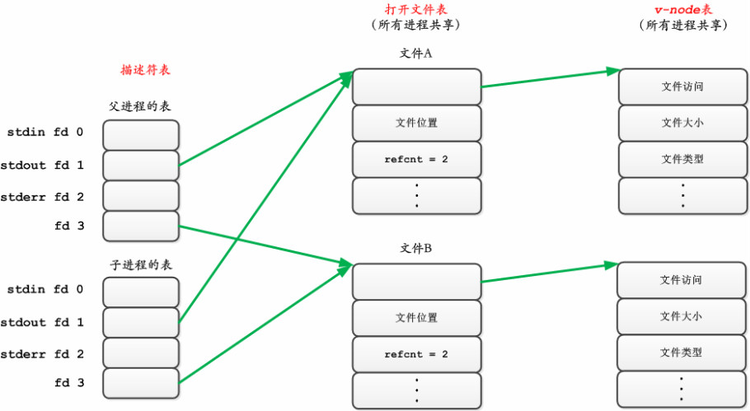 打开文件表
（所有进程共享）
v-node表
（所有进程共享）
描述符表
父进程的表
stdin fd 0
stdout fd 1
stderr fd 2
fd 3
子进程的表
stdin fd 0
stdout fd 1
stderr fd 2
fd 3
文件A
文件位置
refcnt = 2
⋮
文件B
文件位置
refcnt = 2
⋮
文件访问
文件大小
文件类型
⋮
文件访问
文件大小
文件类型
⋮